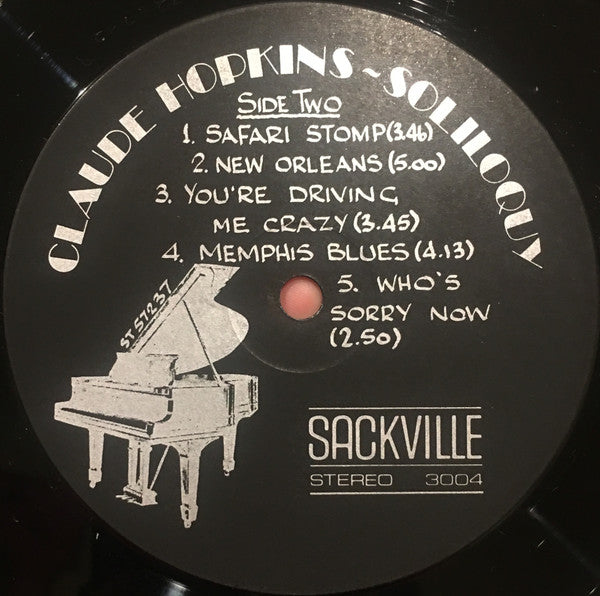 CLAUDE HOPKINS ~ SOLILOQUY
SIDE TWO
1. SAFARI STOMP (3.46)
2. NEW ORLEANS (5.00)
3. YOU'RE DRIVING
ME CRAZY (3.45)
4. MEMPHIS BLUES (4.13)
5. WHO'S
SORRY NOW
(2.50)
ST 57237
SACKVILLE
STEREO 3004